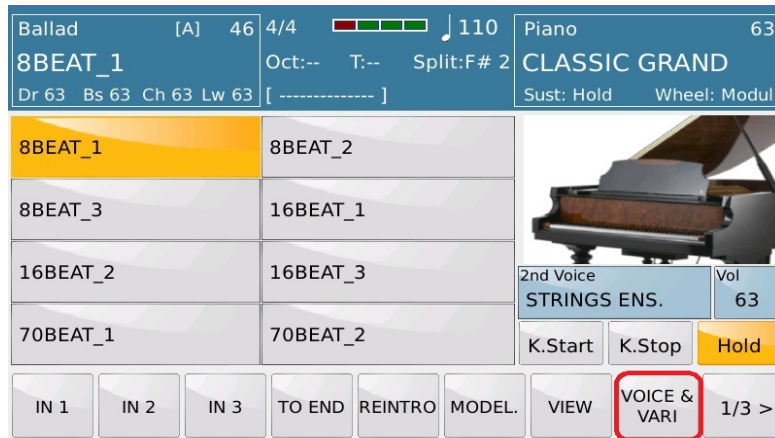 Ballad [A] 46
8BEAT_1
Dr 63 Bs 63 Ch 63 Lw 63
4/4 110
Oct:-- T:-- Split:F# 2
[ -------------- ]
Piano 63
CLASSIC GRAND
Sust: Hold Wheel: Modul
8BEAT_1 8BEAT_2
8BEAT_3 16BEAT_1
16BEAT_2 16BEAT_3
70BEAT_1 70BEAT_2
2nd Voice Vol
STRINGS ENS. 63
K.Start K.Stop Hold
IN 1 IN 2 IN 3 TO END REINTRO MODEL. VIEW VOICE & VARI 1/3 >